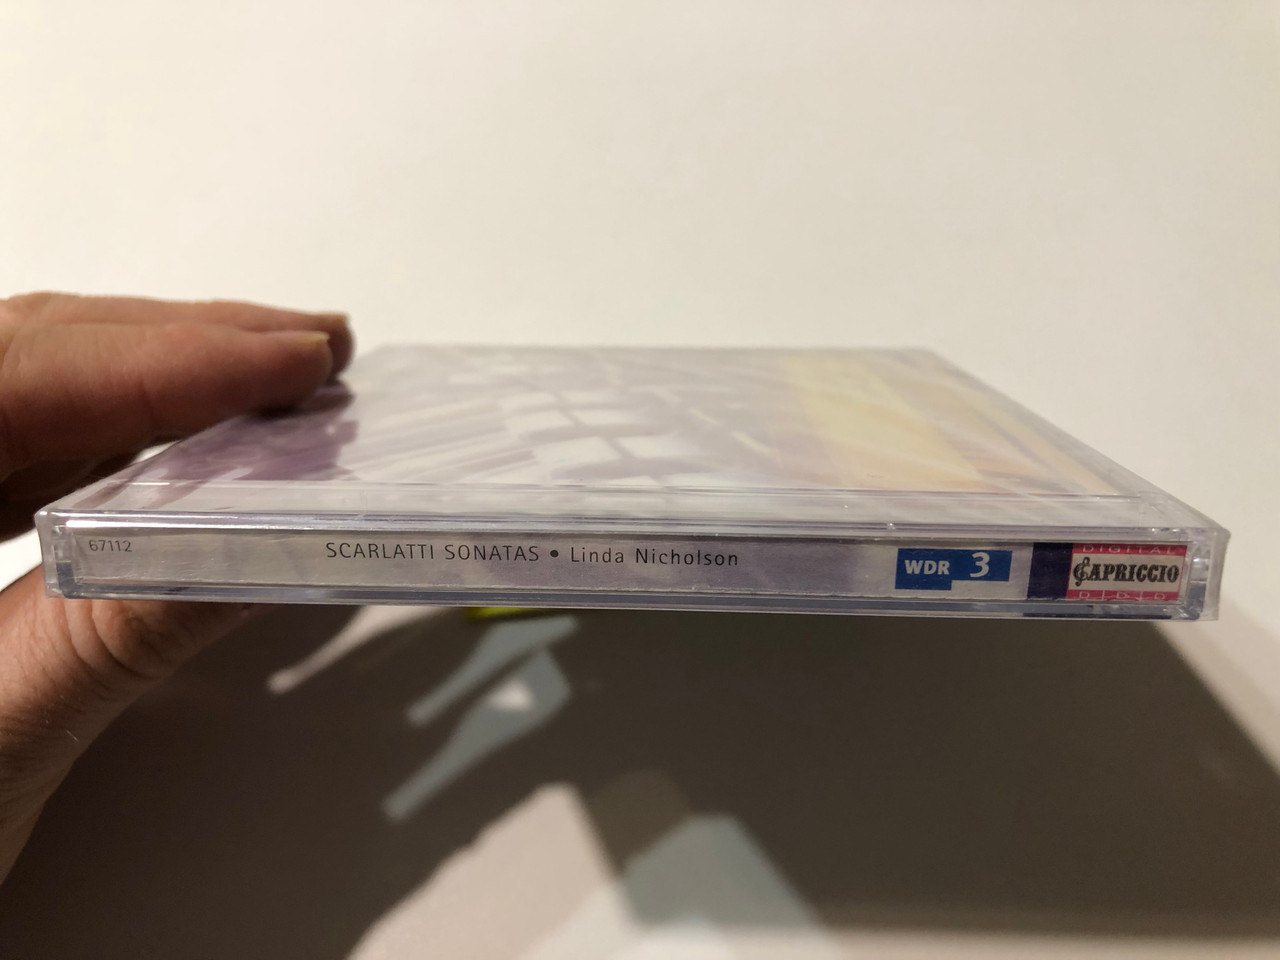 67112
SCARLATTI SONATAS • Linda Nicholson
WDR 3
DIGITAL
CAPRICCIO